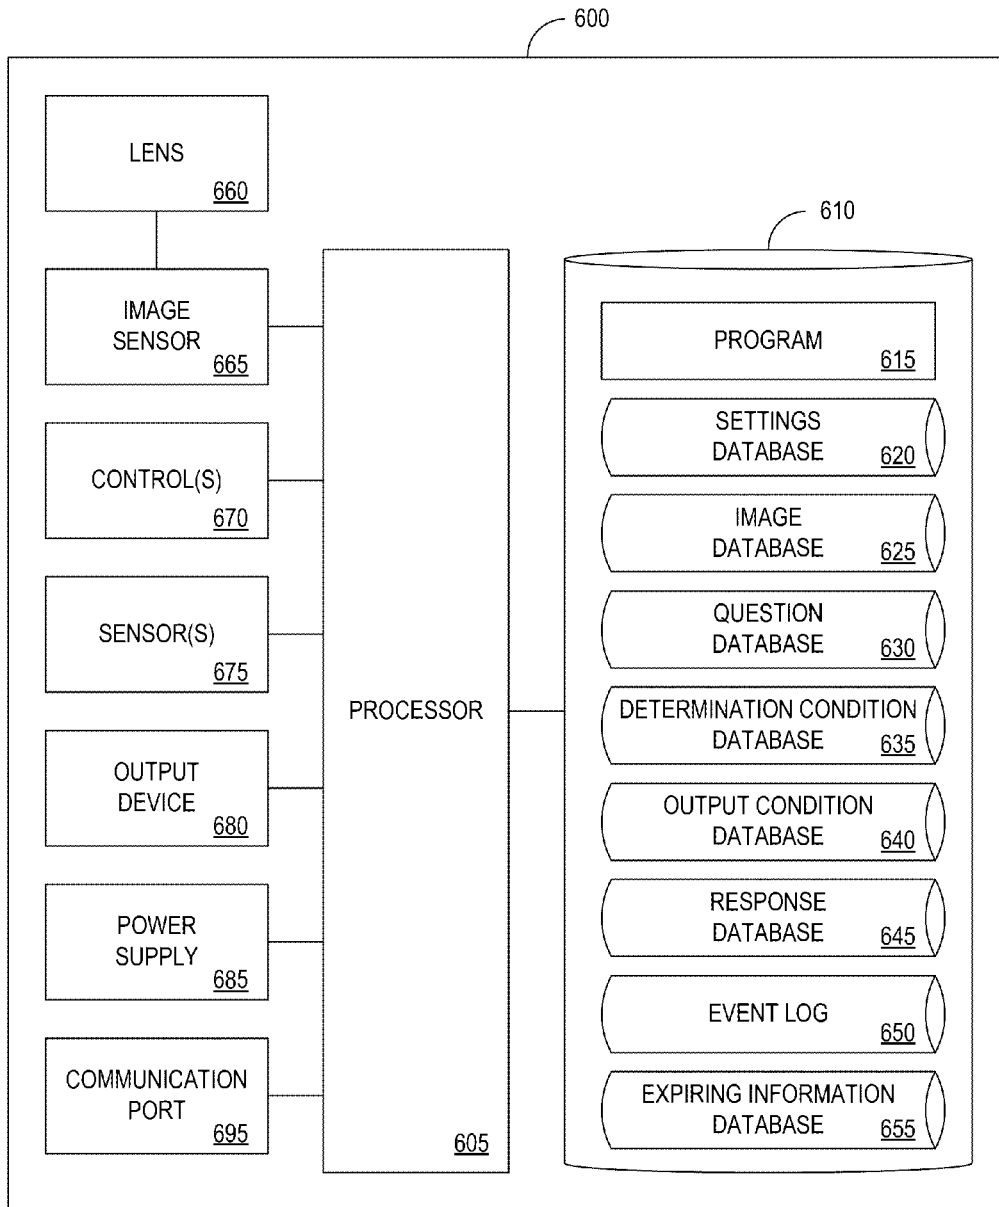 600
LENS
660
IMAGE
SENSOR
665
CONTROL(S)
670
SENSOR(S)
675
OUTPUT
DEVICE
680
POWER
SUPPLY
685
COMMUNICATION
PORT
695
PROCESSOR
605
610
PROGRAM
615
SETTINGS
DATABASE
620
IMAGE
DATABASE
625
QUESTION
DATABASE
630
DETERMINATION CONDITION
DATABASE
635
OUTPUT CONDITION
DATABASE
640
RESPONSE
DATABASE
645
EVENT LOG
650
EXPIRING INFORMATION
DATABASE
655